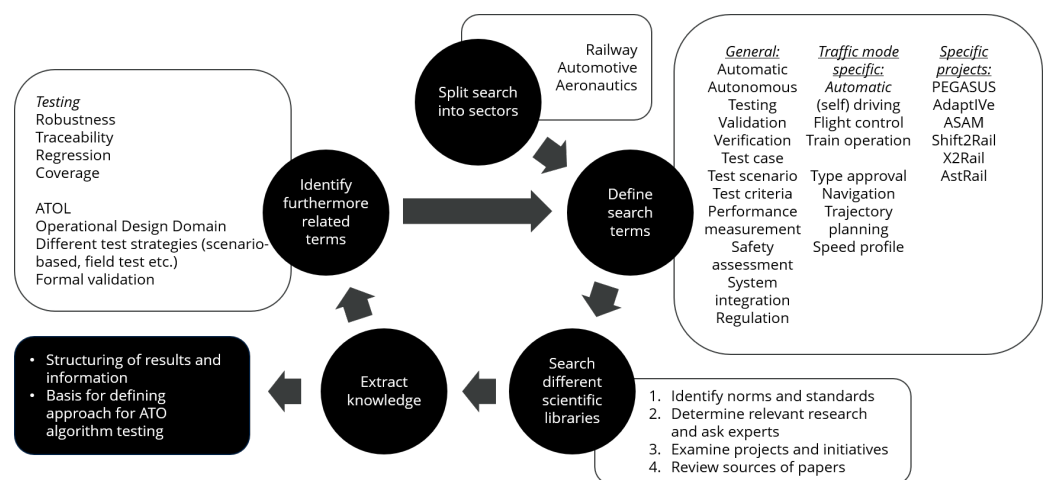 Split search
into sectors
Railway
Automotive
Aeronautics
Define
search
terms
General:
Automatic
Autonomous
Testing
Validation
Verification
Test case
Test scenario
Test criteria
Performance
measurement
Safety
assessment
System
integration
Regulation
Traffic mode
specific:
Automatic
(self) driving
Flight control
Train operation
Type approval
Navigation
Trajectory
planning
Speed profile
Specific
projects:
PEGASUS
AdaptIVe
ASAM
Shift2Rail
X2Rail
AstRail
Search
different
scientific
libraries
1. Identify norms and standards
2. Determine relevant research
and ask experts
3. Examine projects and initiatives
4. Review sources of papers
Extract
knowledge
• Structuring of results and
information
• Basis for defining
approach for ATO
algorithm testing
Identify
furthermore
related
terms
Testing
Robustness
Traceability
Regression
Coverage
ATOL
Operational Design Domain
Different test strategies (scenario-
based, field test etc.)
Formal validation